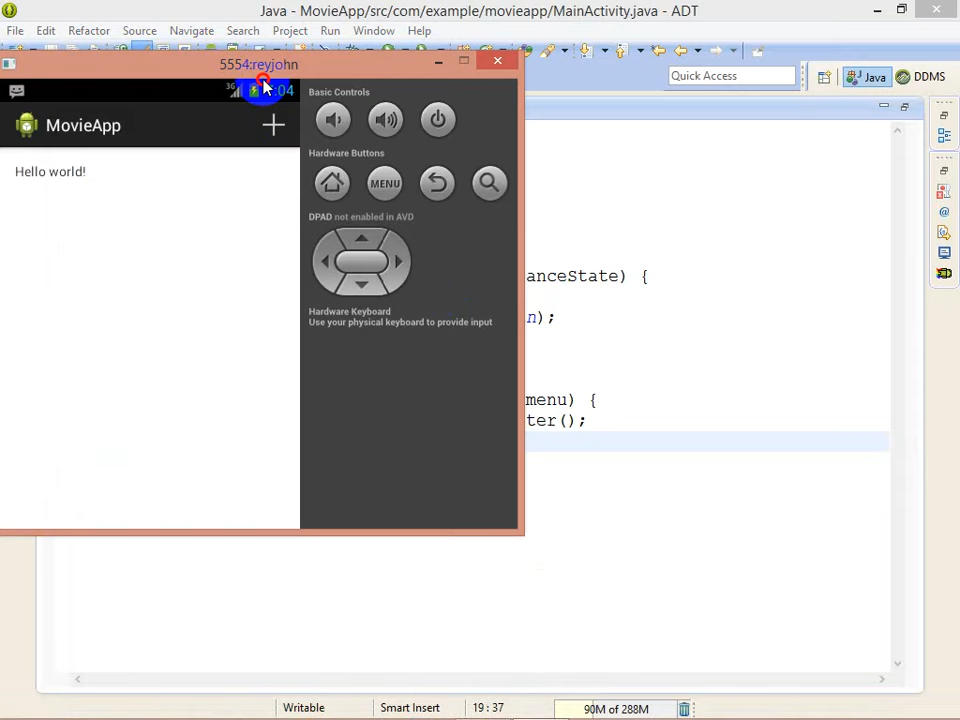 Java - MovieApp/src/com/example/movieapp/MainActivity.java - ADT
File Edit Refactor Source Navigate Search Project Run Window Help
5554:reyjohn
Quick Access
Java
DDMS
3G
:04
Basic Controls
MovieApp
Hardware Buttons
MENU
Hello world!
DPAD not enabled in AVD
anceState) {
Hardware Keyboard
Use your physical keyboard to provide input
n);
menu) {
ter();
Writable
Smart Insert
19 : 37
90M of 288M